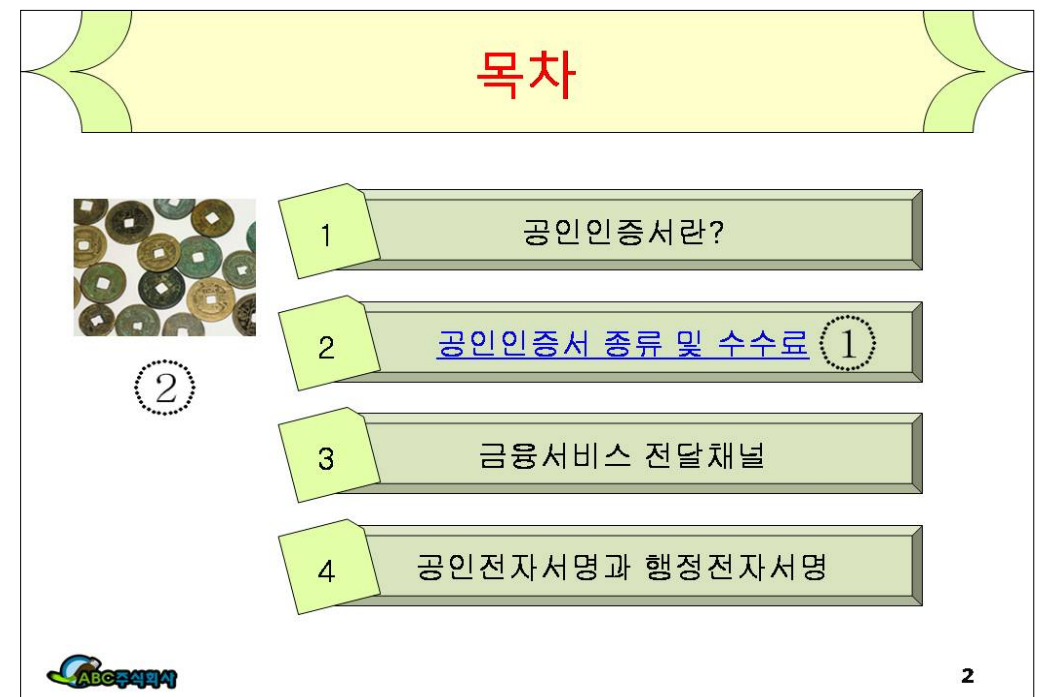 목차
1 공인인증서란?
2 공인인증서 종류 및 수수료 ①
②
3 금융서비스 전달채널
4 공인전자서명과 행정전자서명
ABC주식회사
2